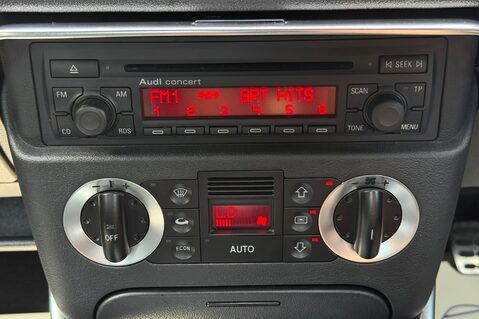 SEEK
Audi concert
FM AM
FM1 GRT HITS
SCAN TP
1 2 3 4 5 6
CD RDS
TONE MENU
- +
- +
LO
OFF
ECON
AUTO